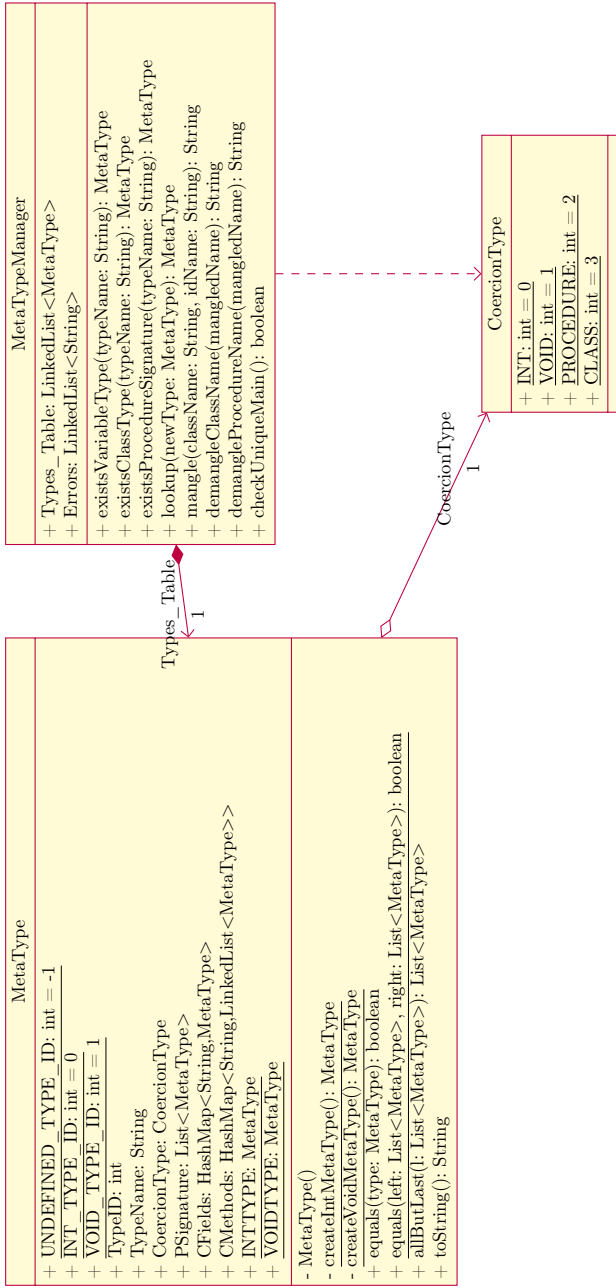 MetaType
+ UNDEFINED_TYPE_ID: int = -1
+ INT_TYPE_ID: int = 0
+ VOID_TYPE_ID: int = 1
+ TypeID: int
+ TypeName: String
+ CoercionType: CoercionType
+ PSignature: List<MetaType>
+ CFields: HashMap<String,MetaType>
+ CMethods: HashMap<String,LinkedList<MetaType>>
+ INTTYPE: MetaType
+ VOIDTYPE: MetaType
- MetaType()
- createIntMetaType(): MetaType
- createVoidMetaType(): MetaType
+ equals(type: MetaType): boolean
+ equals(left: List<MetaType>, right: List<MetaType>): boolean
+ allButLast(l: List<MetaType>): List<MetaType>
+ toString(): String
Types_Table
1
MetaTypeManager
+ Types_Table: LinkedList<MetaType>
+ Errors: LinkedList<String>
+ existsVariableType(typeName: String): MetaType
+ existsClassType(typeName: String): MetaType
+ existsProcedureSignature(typeName: String): MetaType
+ lookup(newType: MetaType): MetaType
+ mangle(className: String, idName: String): String
+ demangleClassName(mangledName): String
+ demangleProcedureName(mangledName): String
+ checkUniqueMain(): boolean
CoercionType
1
CoercionType
+ INT: int = 0
+ VOID: int = 1
+ PROCEDURE: int = 2
+ CLASS: int = 3